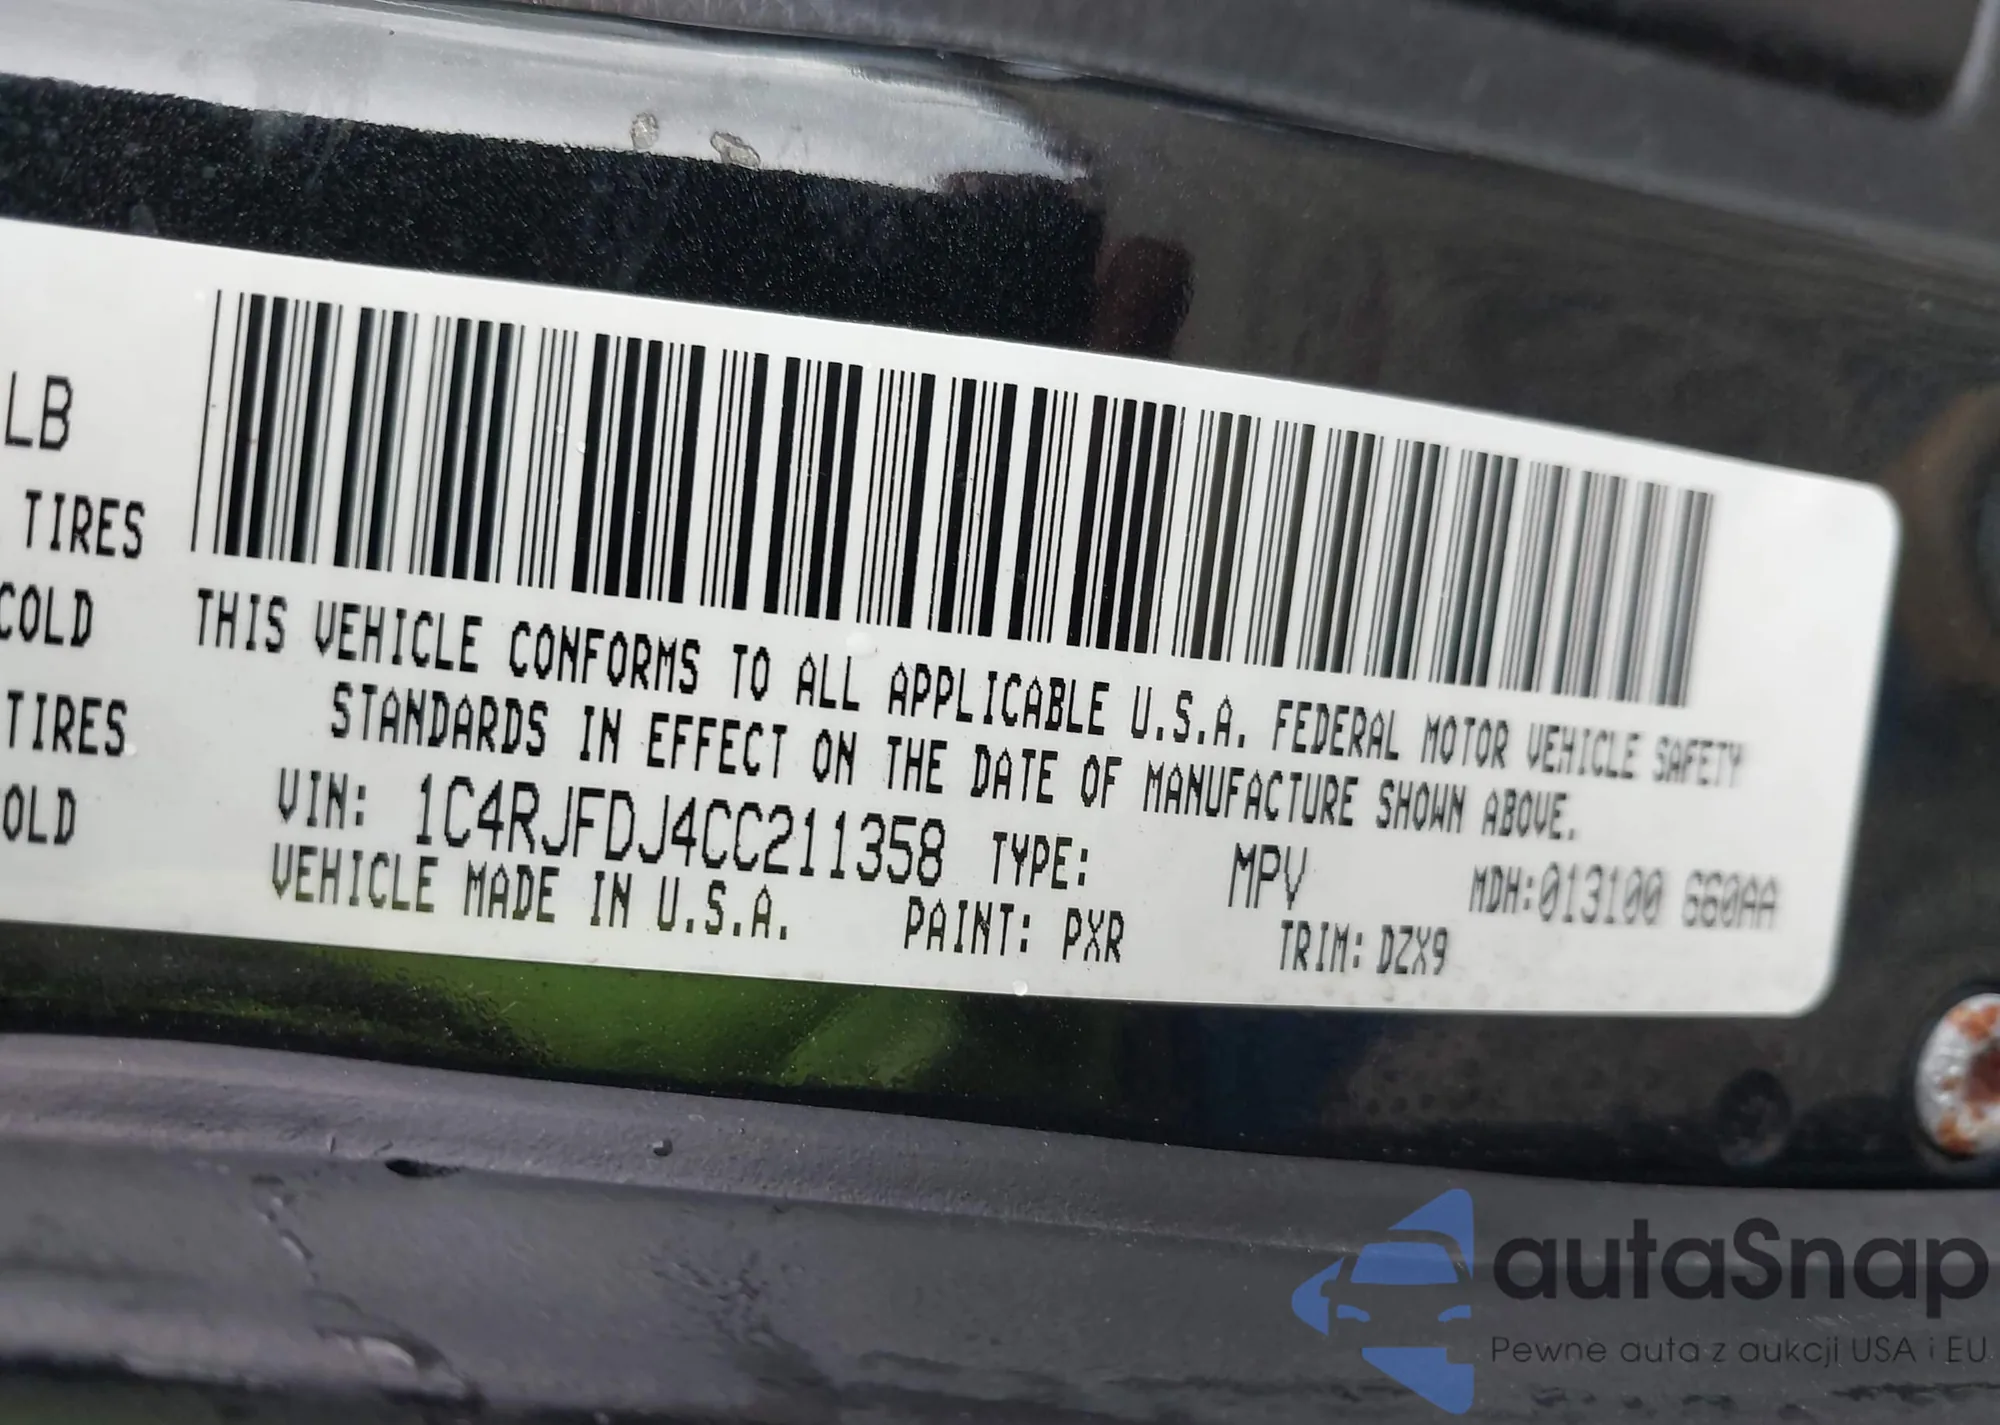 LB
TIRES
COLD
TIRES
OLD
THIS VEHICLE CONFORMS TO ALL APPLICABLE U.S.A. FEDERAL MOTOR VEHICLE SAFETY
STANDARDS IN EFFECT ON THE DATE OF MANUFACTURE SHOWN ABOVE.
VIN: 1C4RJFDJ4CC211358 TYPE: MPV MDH:013100 660AA
VEHICLE MADE IN U.S.A. PAINT: PXR TRIM: DZX9
autaSnap
Pewne auta z aukcji USA i EU